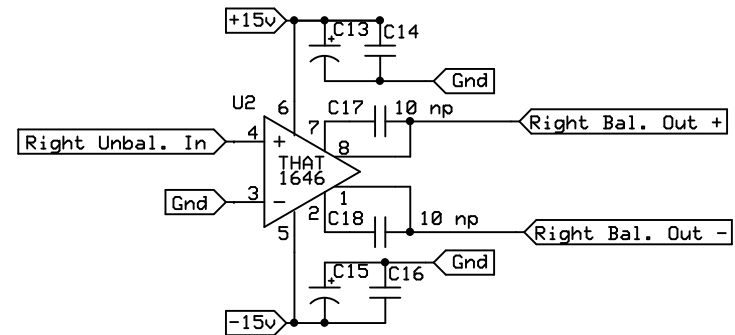 +15v
+ C13 C14
Gnd
U2
6
C17 10 np
7
Right Bal. Out +
Right Unbal. In
4
+
8
THAT
1646
Gnd
3
-
1
2
C18
10 np
5
Right Bal. Out -
Gnd
+ C15 C16
-15v